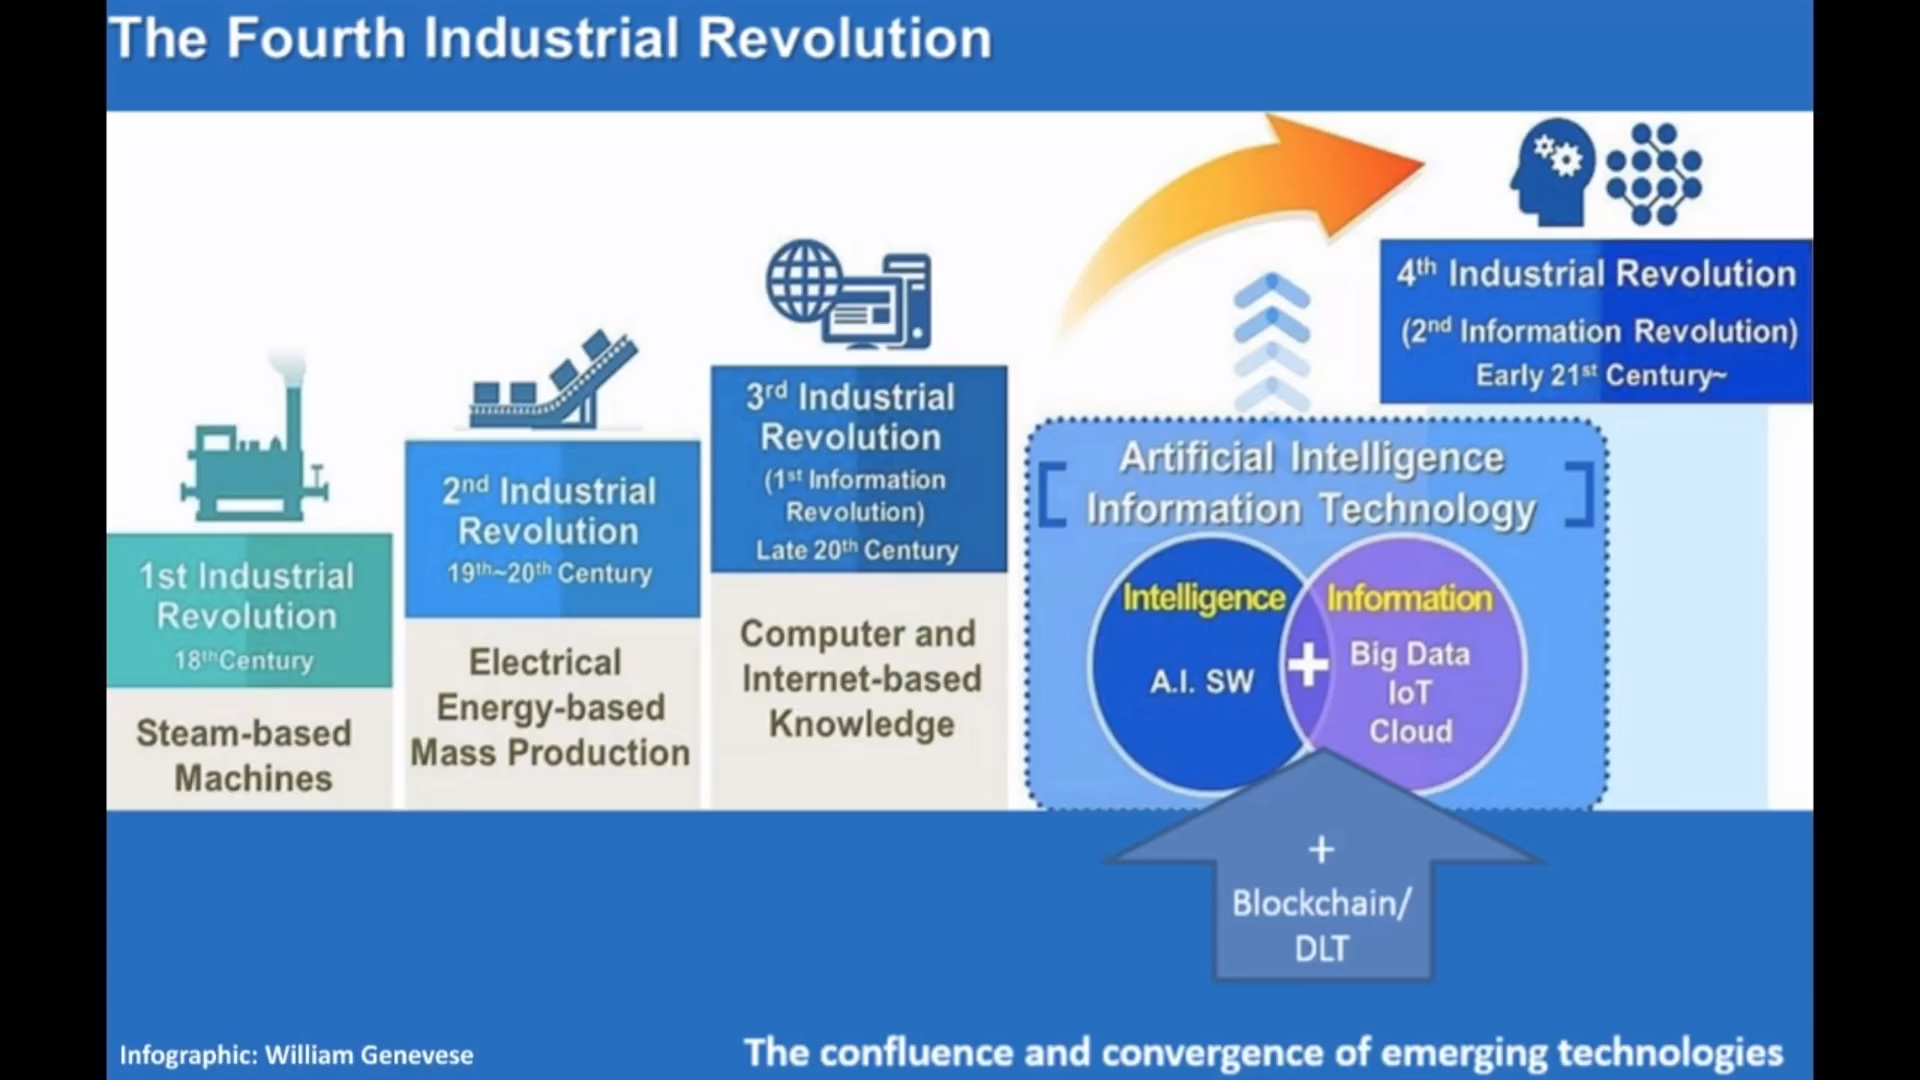 The Fourth Industrial Revolution
1st Industrial
Revolution
18thCentury
Steam-based
Machines
2nd Industrial
Revolution
19th~20th Century
Electrical
Energy-based
Mass Production
3rd Industrial
Revolution
(1st Information
Revolution)
Late 20th Century
Computer and
Internet-based
Knowledge
4th Industrial Revolution
(2nd Information Revolution)
Early 21st Century~
Artificial Intelligence
Information Technology
Intelligence
A.I. SW
+
Information
Big Data
IoT
Cloud
+
Blockchain/
DLT
Infographic: William Genevese
The confluence and convergence of emerging technologies